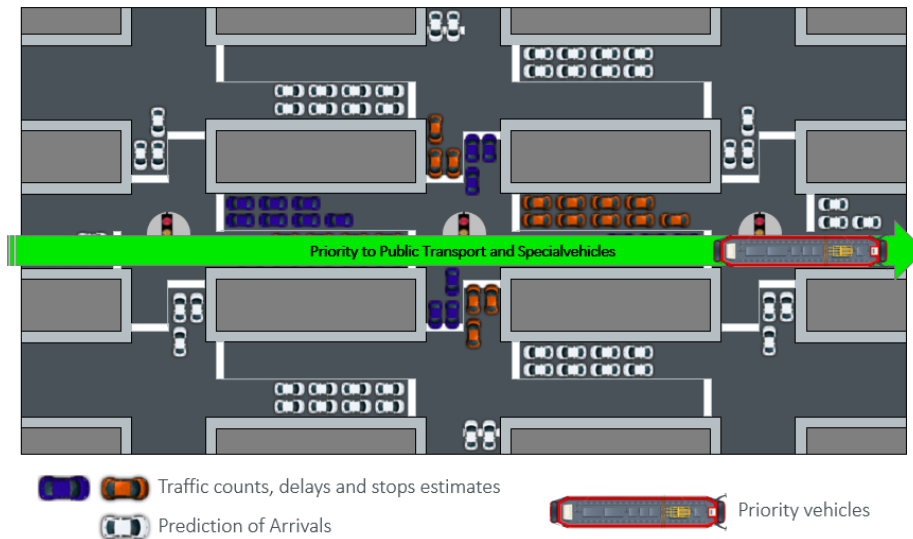 Priority to Public Transport and Specialvehicles
Traffic counts, delays and stops estimates
Prediction of Arrivals
Priority vehicles